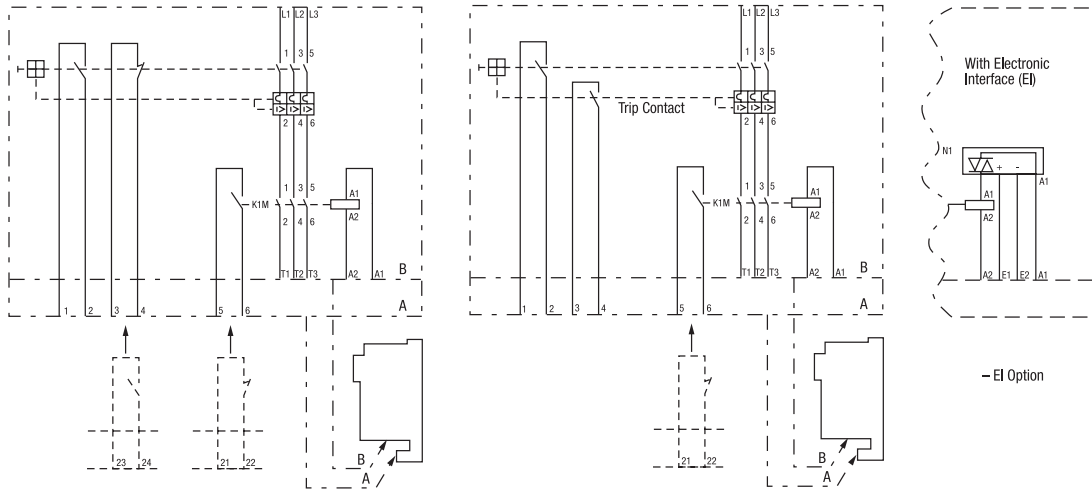 L1 L2 L3
1 3 5
2 4 6
1 3 5
K1M
2 4 6
A1
A2
T1 T2 T3
A2 A1
B
A
1 2 3 4 5 6
23 24
21 22
B
A
L1 L2 L3
1 3 5
Trip Contact
2 4 6
1 3 5
K1M
2 4 6
A1
A2
T1 T2 T3
A2 A1
B
A
1 2 3 4 5 6
21 22
B
A
With Electronic
Interface (EI)
N1
+ -
A1
A1
A2
A2 E1 E2 A1
– EI Option